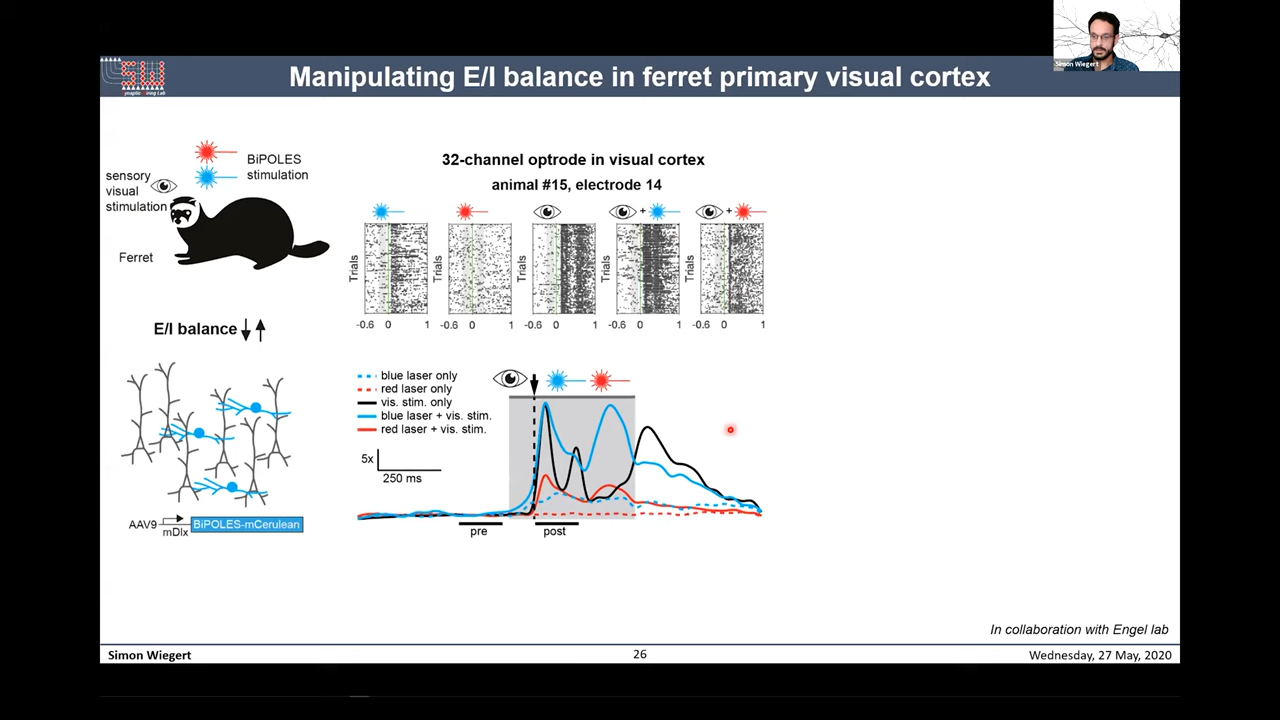 Simon Wiegert
Manipulating E/I balance in ferret primary visual cortex
BiPOLES
stimulation
sensory
visual
stimulation
Ferret
E/I balance
AAV9
mDlx
BiPOLES-mCerulean
32-channel optrode in visual cortex
animal #15, electrode 14
+ +
Trials Trials Trials Trials Trials
-0.6 0 1 -0.6 0 1 -0.6 0 1 -0.6 0 1 -0.6 0 1
blue laser only
red laser only
vis. stim. only
blue laser + vis. stim.
red laser + vis. stim.
5x
250 ms
pre post
In collaboration with Engel lab
Simon Wiegert 26 Wednesday, 27 May, 2020